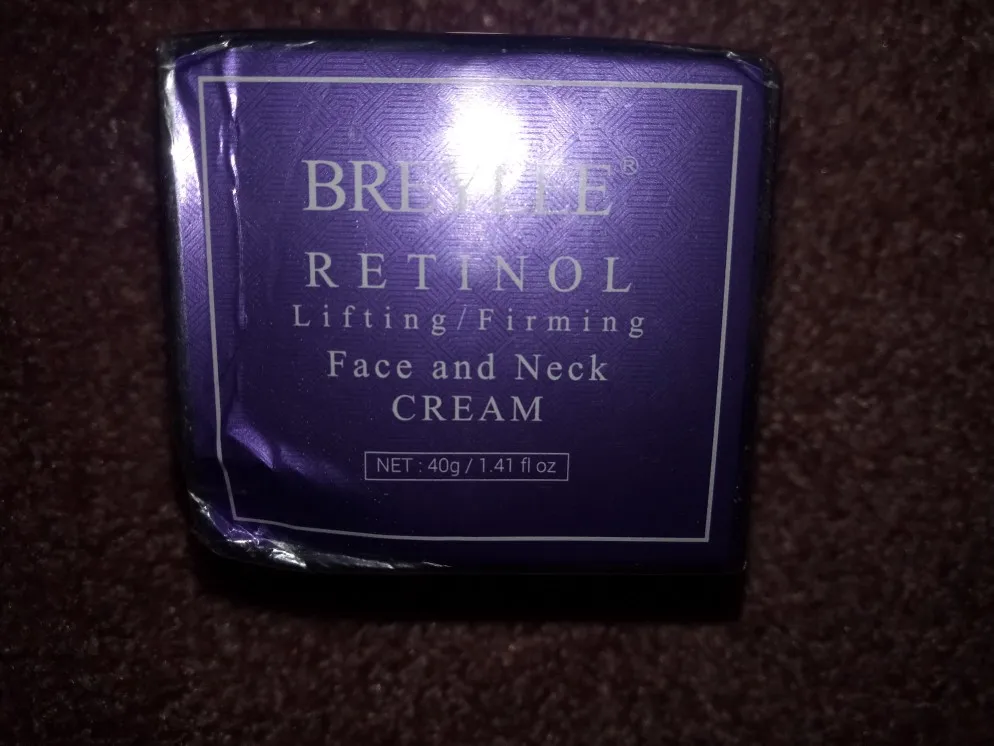 BREYLEE®
RETINOL
Lifting/Firming
Face and Neck
CREAM
NET : 40g / 1.41 fl oz